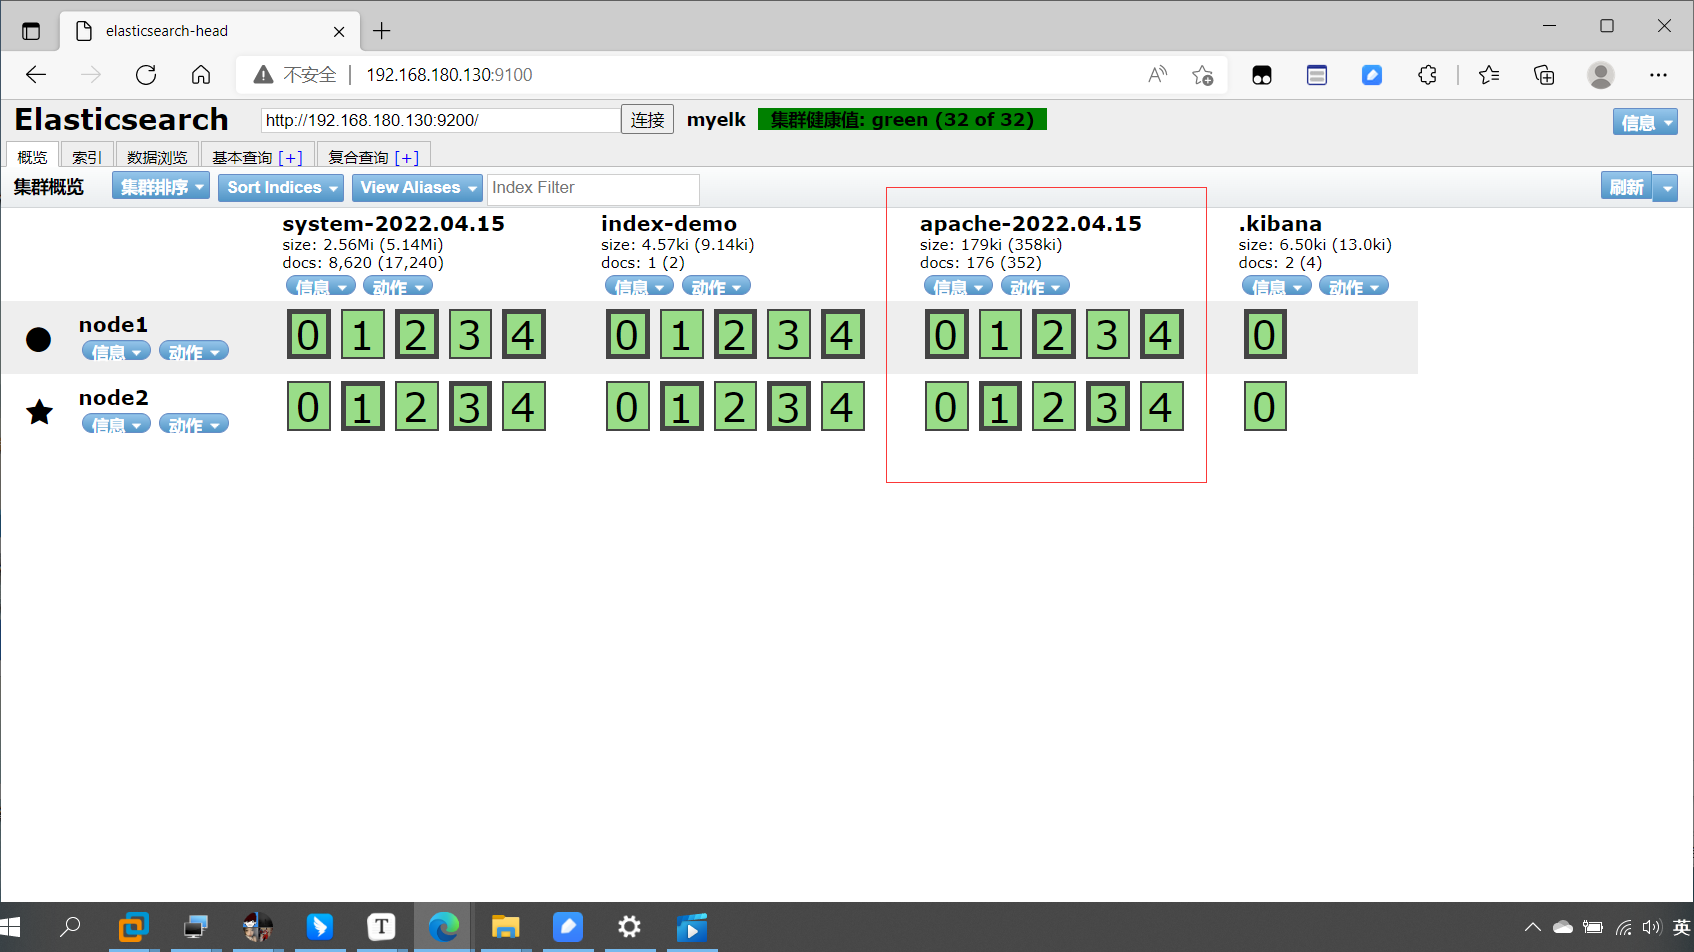 elasticsearch-head
不安全 192.168.180.130:9100
Elasticsearch http://192.168.180.130:9200/ 连接 myelk 集群健康值: green (32 of 32) 信息
概览 索引 数据浏览 基本查询 [+] 复合查询 [+]
集群概览 集群排序 Sort Indices View Aliases Index Filter 刷新
system-2022.04.15 index-demo apache-2022.04.15 .kibana
size: 2.56Mi (5.14Mi) size: 4.57ki (9.14ki) size: 179ki (358ki) size: 6.50ki (13.0ki)
docs: 8,620 (17,240) docs: 1 (2) docs: 176 (352) docs: 2 (4)
信息 动作 信息 动作 信息 动作 信息 动作
node1 0 1 2 3 4 0 1 2 3 4 0 1 2 3 4 0
信息 动作
node2 0 1 2 3 4 0 1 2 3 4 0 1 2 3 4 0
信息 动作
T 英